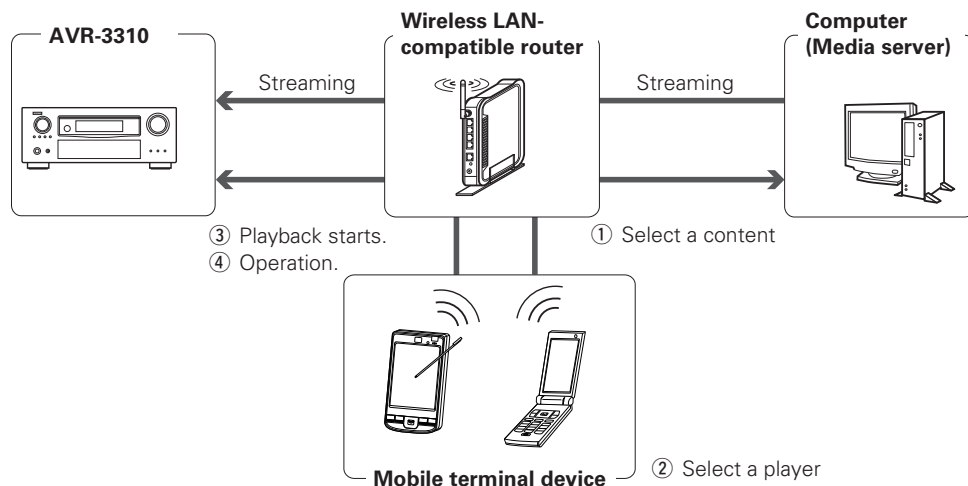 AVR-3310
Wireless LAN-
compatible router
Computer
(Media server)
Streaming
Streaming
③ Playback starts.
④ Operation.
① Select a content
② Select a player
Mobile terminal device